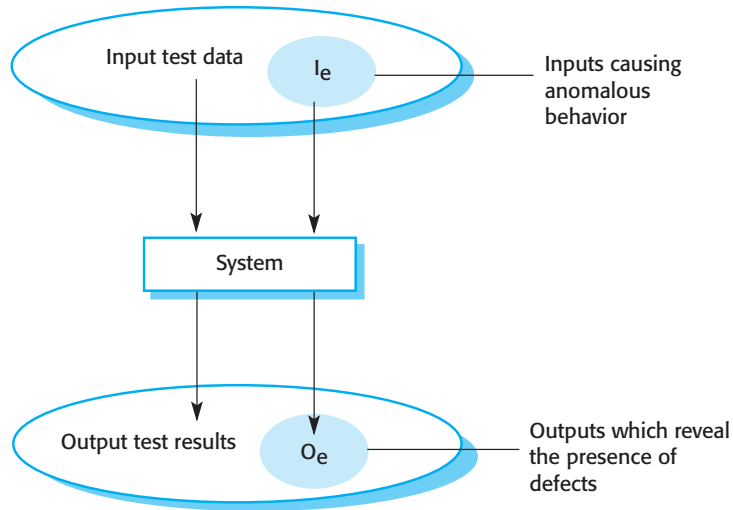 Input test data
Ie
Inputs causing
anomalous
behavior
System
Output test results
Oe
Outputs which reveal
the presence of
defects